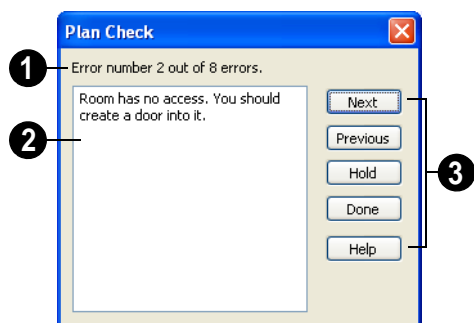 Plan Check
1
Error number 2 out of 8 errors.
Room has no access. You should
create a door into it.
2
Next
Previous
Hold
Done
Help
3